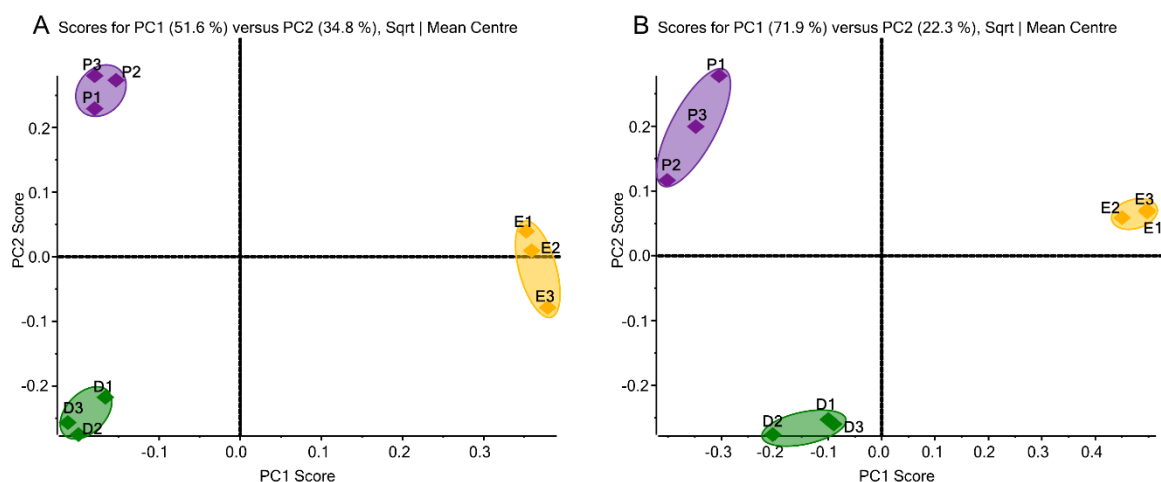 A Scores for PC1 (51.6 %) versus PC2 (34.8 %), Sqrt | Mean Centre
P3
P2
P1
0.2
0.1
E1
E2
0.0
E3
-0.1
-0.2
D1
D3
D2
-0.1
0.0
0.1
0.2
0.3
PC2 Score
PC1 Score
B Scores for PC1 (71.9 %) versus PC2 (22.3 %), Sqrt | Mean Centre
P1
P3
P2
0.2
0.1
E2
E3
E1
0.0
-0.1
-0.2
D1
D2
D3
-0.3
-0.2
-0.1
0.0
0.1
0.2
0.4
PC2 Score
PC1 Score